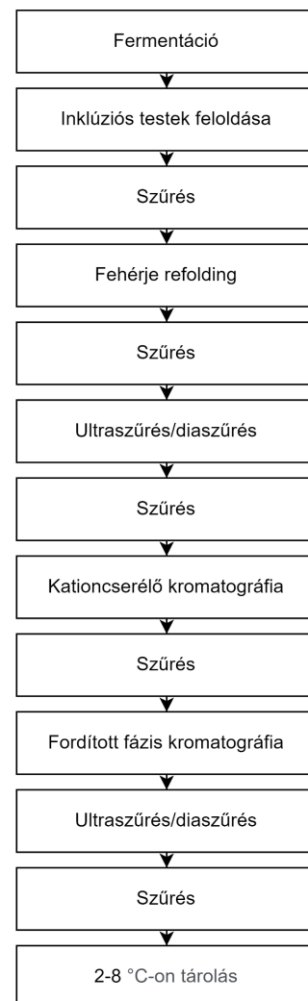 Fermentáció
Inklúziós testek feloldása
Szűrés
Fehérje refolding
Szűrés
Ultraszűrés/diaszűrés
Szűrés
Kationcserélő kromatográfia
Szűrés
Fordított fázis kromatográfia
Ultraszűrés/diaszűrés
Szűrés
2-8 °C-on tárolás